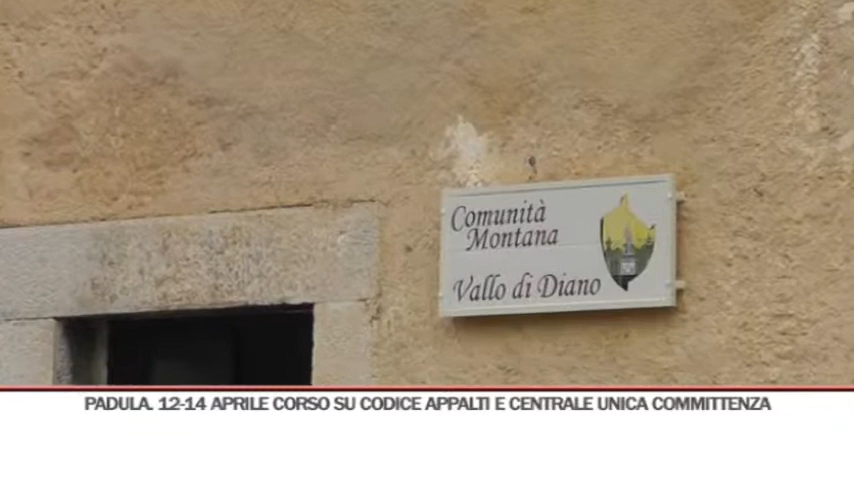 Comunità
Montana
Vallo di Diano
PADULA. 12-14 APRILE CORSO SU CODICE APPALTI E CENTRALE UNICA COMMITTENZA